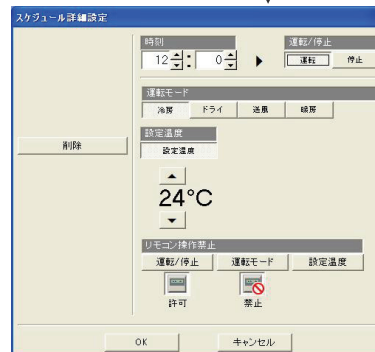 スケジュール詳細設定
時刻
運転/停止
12 : 0 運転 停止
運転モード
冷房 ドライ 送風 暖房
設定温度
削除
設定温度
24°C
リモコン操作禁止
運転/停止 運転モード 設定温度
許可 禁止
OK キャンセル